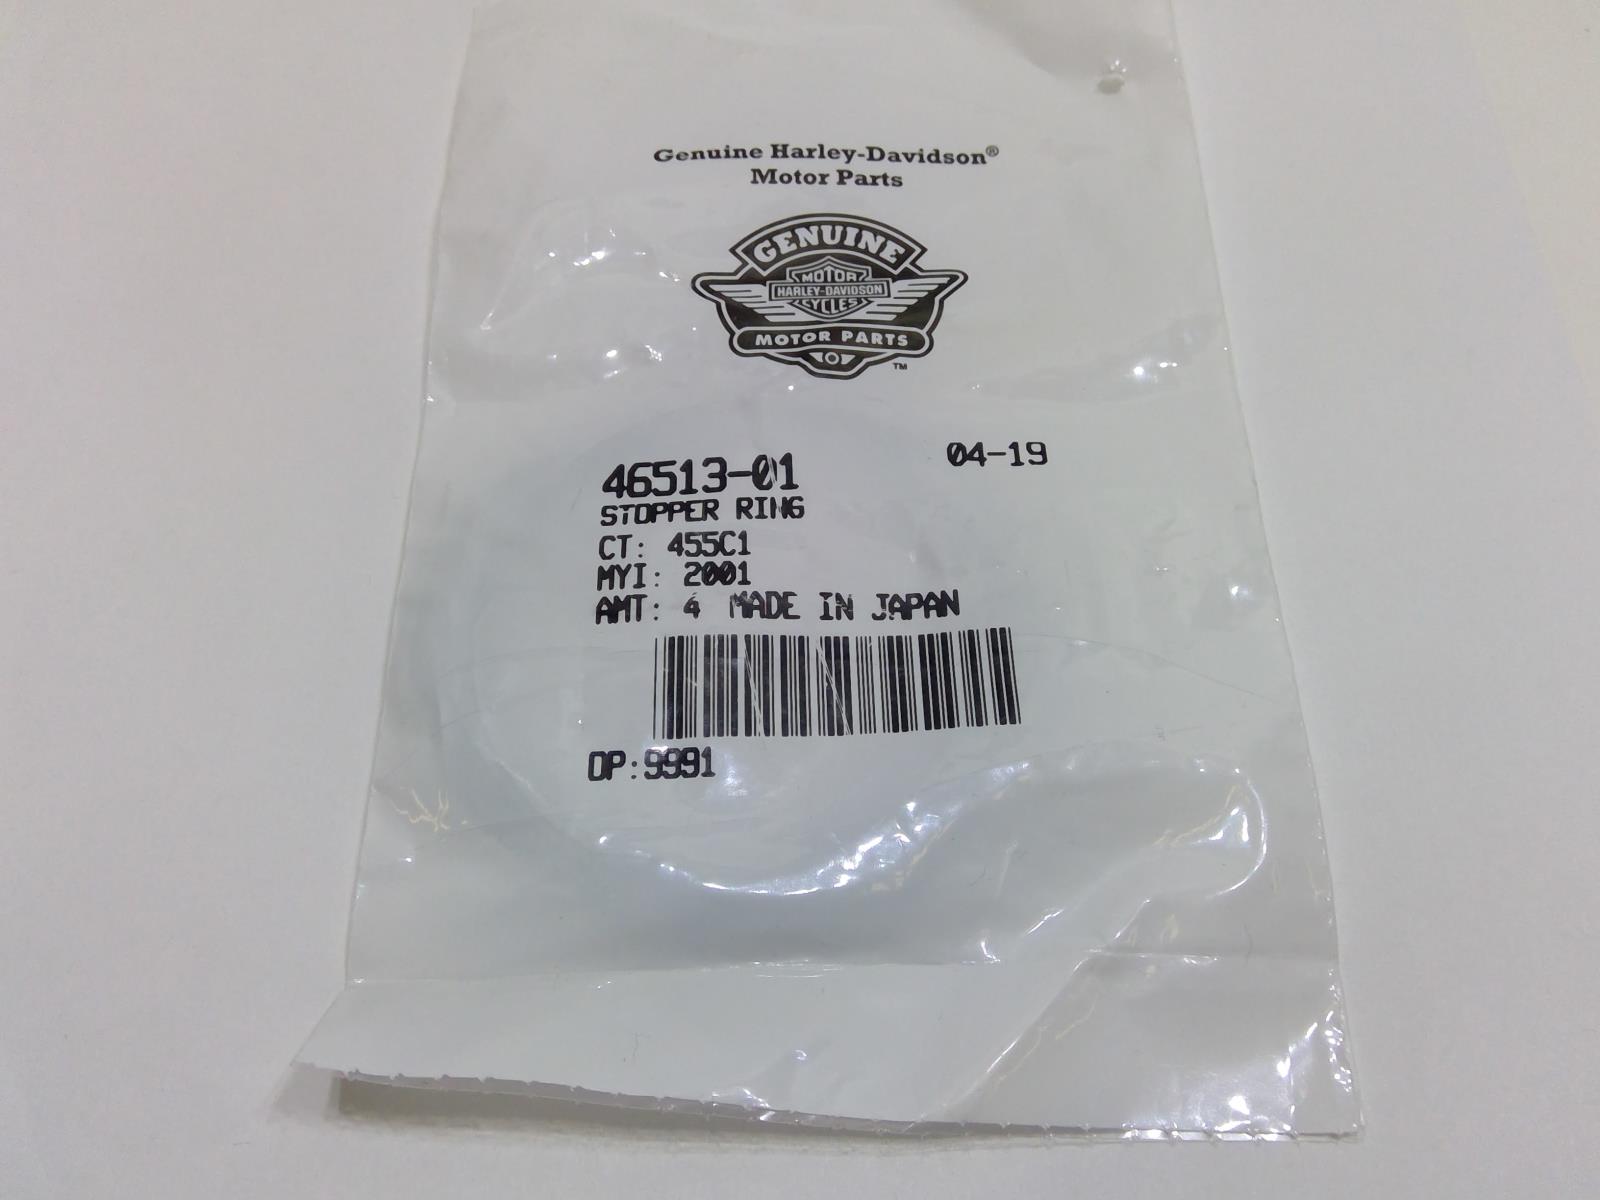 Genuine Harley-Davidson®
Motor Parts
GENUINE
MOTOR
HARLEY-DAVIDSON
CYCLES
MOTOR PARTS
™
04-19
46513-01
STOPPER RING
CT: 455C1
MYI: 2001
AMT: 4 MADE IN JAPAN
OP:9991